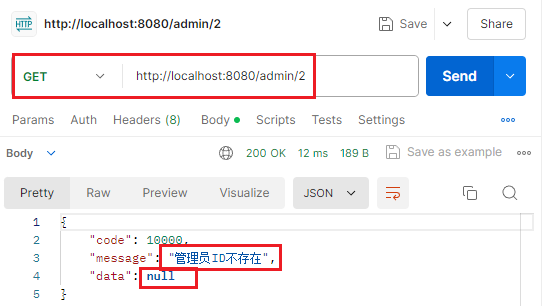 HTTP http://localhost:8080/admin/2 Save
GET http://localhost:8080/admin/2 Send
Params Auth Headers (8) Body Scripts Tests Settings
Body 200 OK 12 ms 189 B Save as example
Pretty Raw Preview Visualize JSON
1 {
2 "code": 10000,
3 "message": "管理员ID不存在",
4 "data": null
5 }